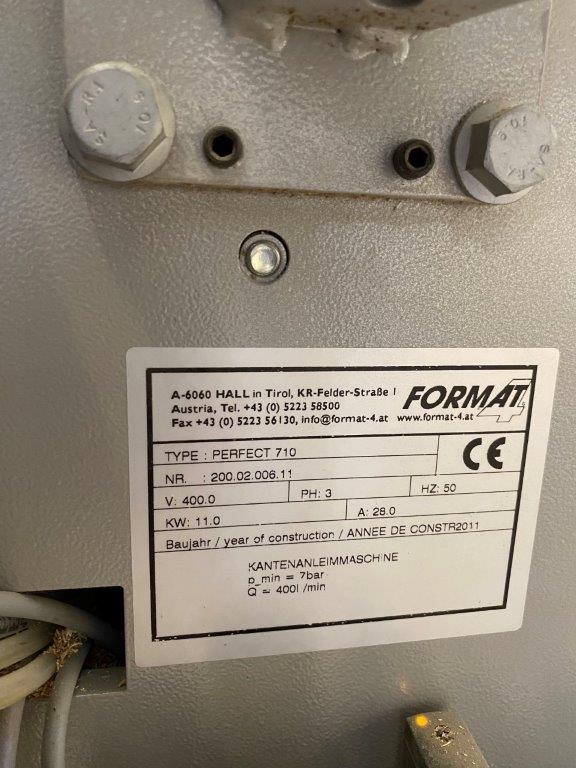 A-6060 HALL in Tirol, KR-Felder-Straße 1
Austria, Tel. +43 (0) 5223 58500
Fax +43 (0) 5223 56130, info@format-4.at www.format-4.at
FORMAT 4
TYPE : PERFECT 710
CE
NR. : 200.02.006.11
V: 400.0 PH: 3 HZ: 50
KW: 11.0 A: 28.0
Baujahr / year of construction / ANNEE DE CONSTR2011
KANTENANLEIMMASCHINE
p_min = 7bar
Q = 400l /min